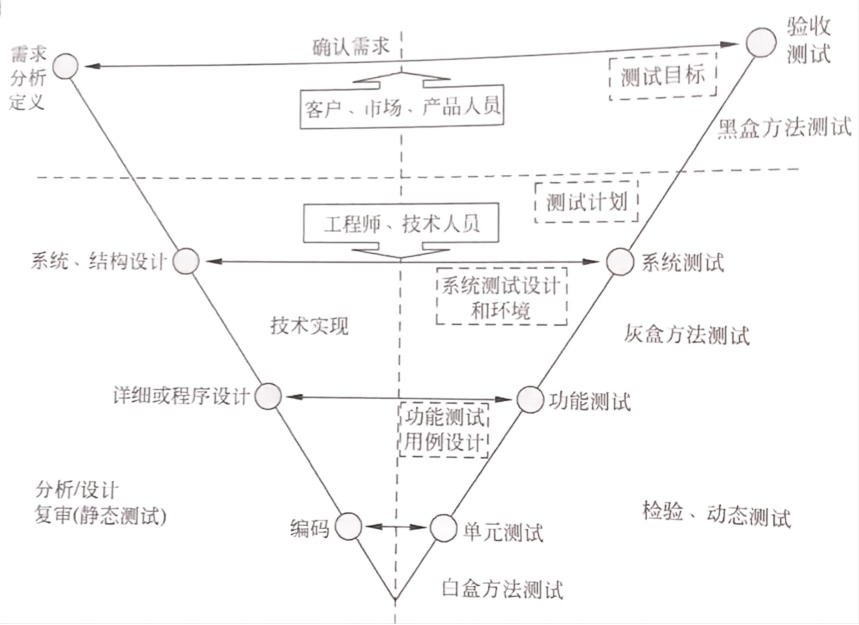 需求
分析
定义
确认需求
验收
测试
测试目标
客户、市场、产品人员
黑盒方法测试
测试计划
工程师、技术人员
系统、结构设计
系统测试
系统测试设计
和环境
技术实现
灰盒方法测试
详细或程序设计
功能测试
功能测试
用例设计
分析/设计
复审(静态测试)
编码
单元测试
检验、动态测试
白盒方法测试